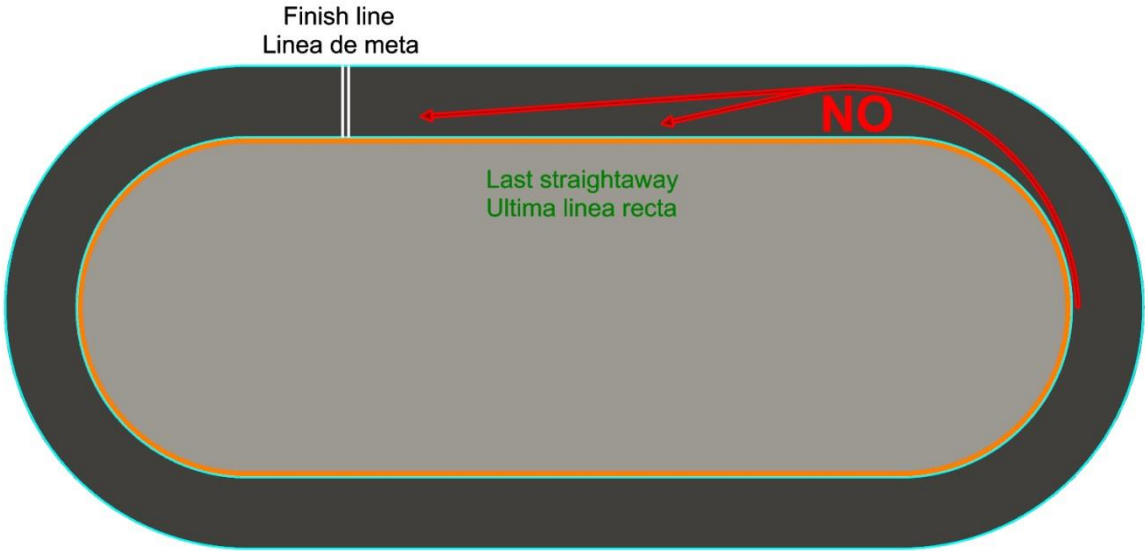 Finish line
Linea de meta
NO
Last straightaway
Ultima linea recta